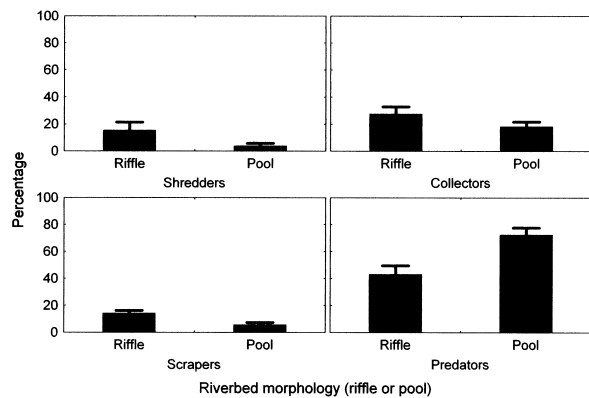 100
80
60
40
20
0
Riffle Pool Riffle Pool
Shredders Collectors
Percentage
100
80
60
40
20
0
Riffle Pool Riffle Pool
Scrapers Predators
Riverbed morphology (riffle or pool)